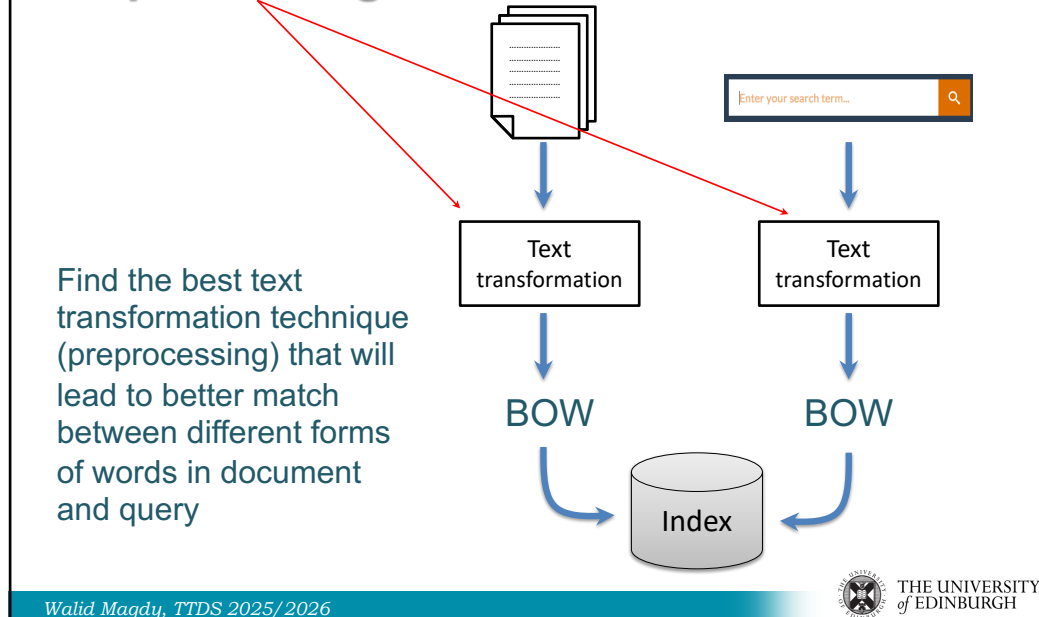 Enter your search term...
Text
transformation
Text
transformation
Find the best text
transformation technique
(preprocessing) that will
lead to better match
between different forms
of words in document
and query
BOW
BOW
Index
Walid Magdy, TTDS 2025/2026
THE UNIVERSITY
of EDINBURGH